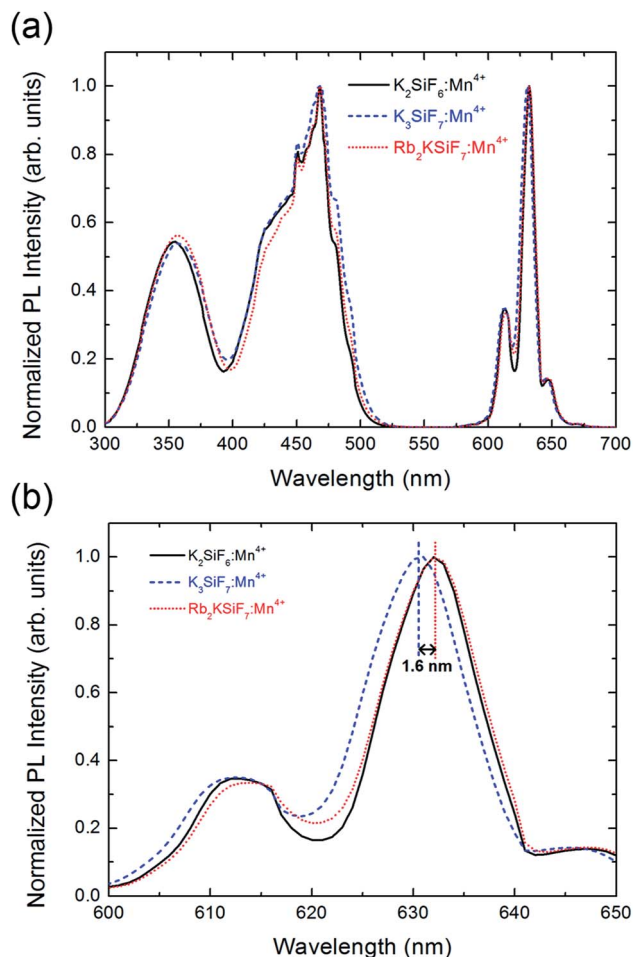 (a)
Normalized PL Intensity (arb. units)
1.0
0.8
0.6
0.4
0.2
0.0
K₂SiF₆:Mn⁴⁺
K₃SiF₇:Mn⁴⁺
Rb₂KSiF₇:Mn⁴⁺
300 350 400 450 500 550 600 650 700
Wavelength (nm)
(b)
Normalized PL Intensity (arb. units)
1.0
0.8
0.6
0.4
0.2
0.0
K₂SiF₆:Mn⁴⁺
K₃SiF₇:Mn⁴⁺
Rb₂KSiF₇:Mn⁴⁺
1.6 nm
600 610 620 630 640 650
Wavelength (nm)